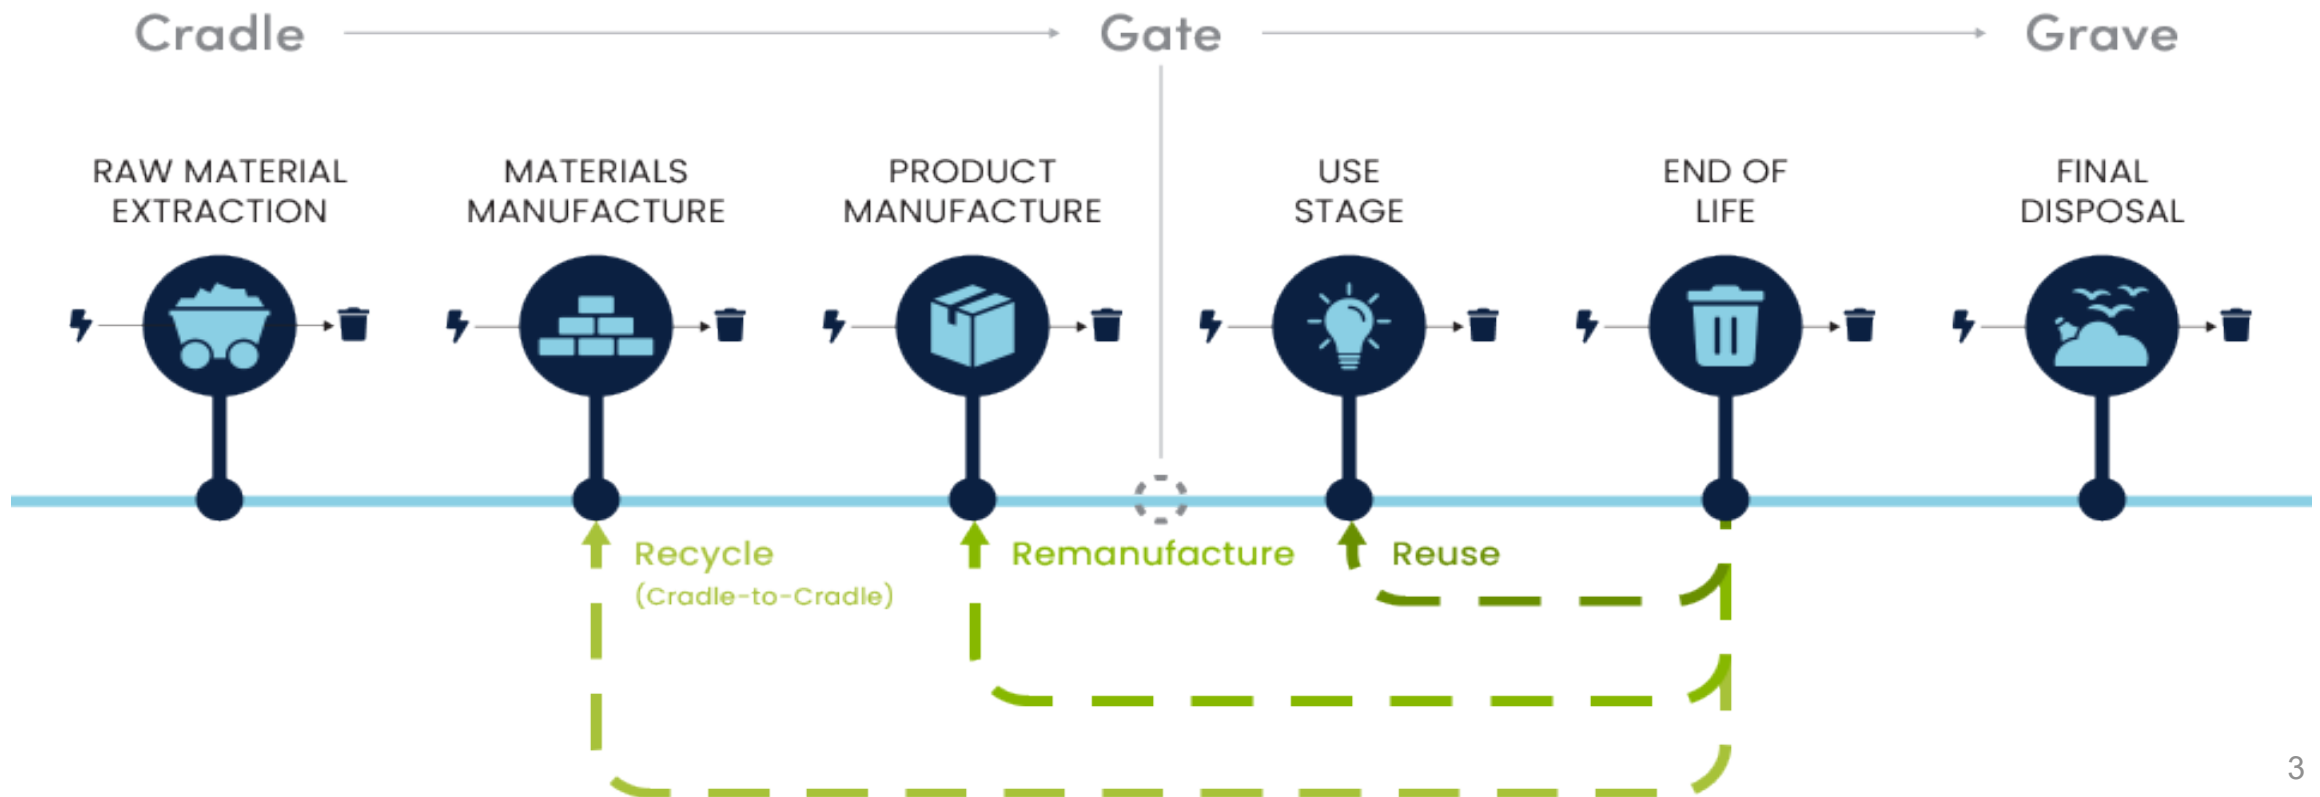 Cradle
Gate
Grave
RAW MATERIAL
EXTRACTION
MATERIALS
MANUFACTURE
PRODUCT
MANUFACTURE
USE
STAGE
END OF
LIFE
FINAL
DISPOSAL
Recycle
(Cradle-to-Cradle)
Remanufacture
Reuse
3